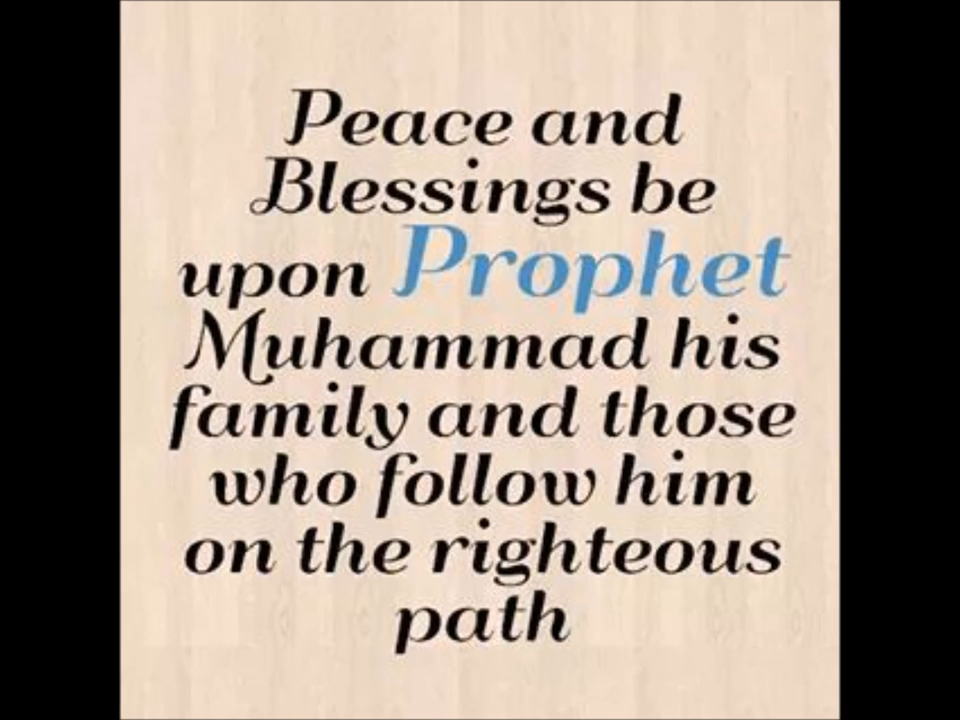 Peace and
Blessings be
upon Prophet
Muhammad his
family and those
who follow him
on the righteous
path